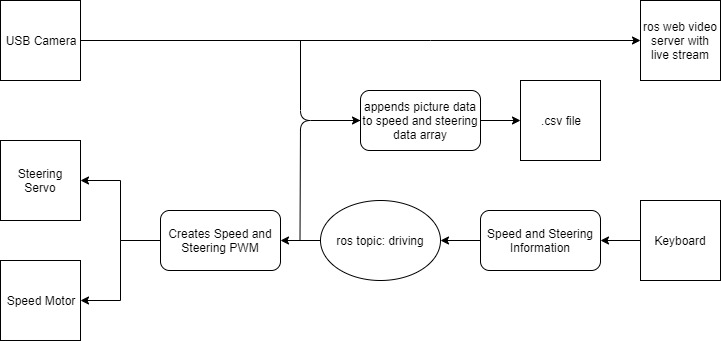 USB Camera
ros web video
server with
live stream
appends picture data
to speed and steering
data array
.csv file
Steering
Servo
Creates Speed and
Steering PWM
ros topic: driving
Speed and Steering
Information
Keyboard
Speed Motor